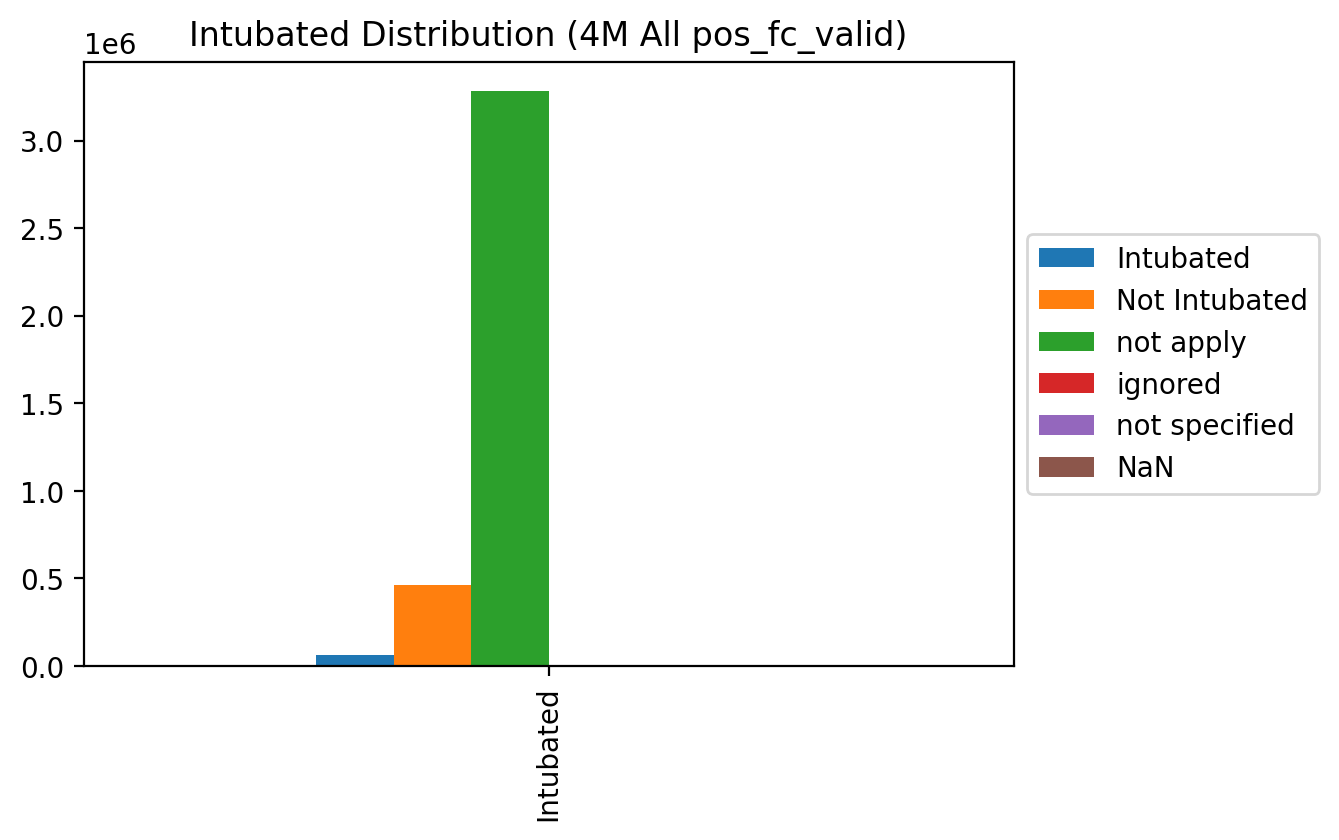 Intubated Distribution (4M All pos_fc_valid)
1e6
3.0
2.5
2.0
1.5
1.0
0.5
0.0
Intubated
Intubated
Not Intubated
not apply
ignored
not specified
NaN